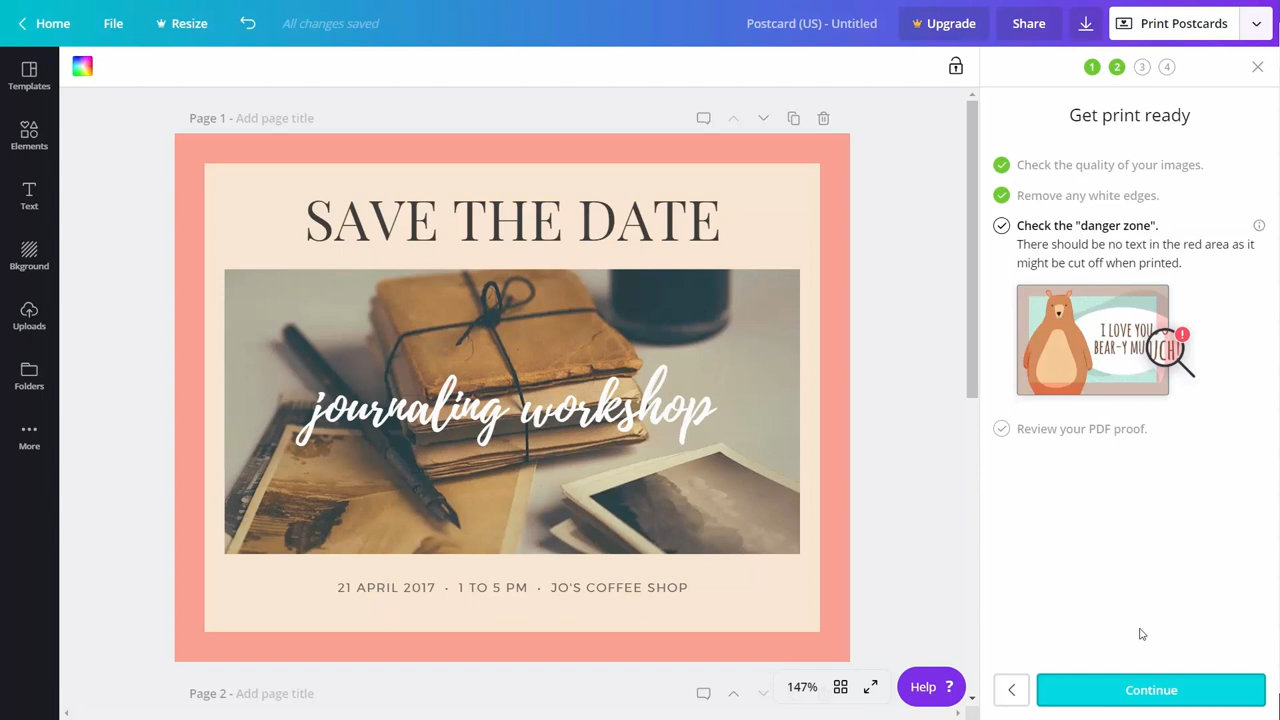 Home
File
Resize
All changes saved
Postcard (US) - Untitled
Upgrade
Share
Print Postcards
Templates
Elements
Text
Bkground
Uploads
Folders
More
Page 1 - Add page title
SAVE THE DATE
journaling workshop
21 APRIL 2017 • 1 TO 5 PM • JO'S COFFEE SHOP
Page 2 - Add page title
147%
Help ?
1 2 3 4
Get print ready
Check the quality of your images.
Remove any white edges.
Check the "danger zone".
There should be no text in the red area as it
might be cut off when printed.
I LOVE YOU
BEAR-Y MUUUCH!
Review your PDF proof.
Continue